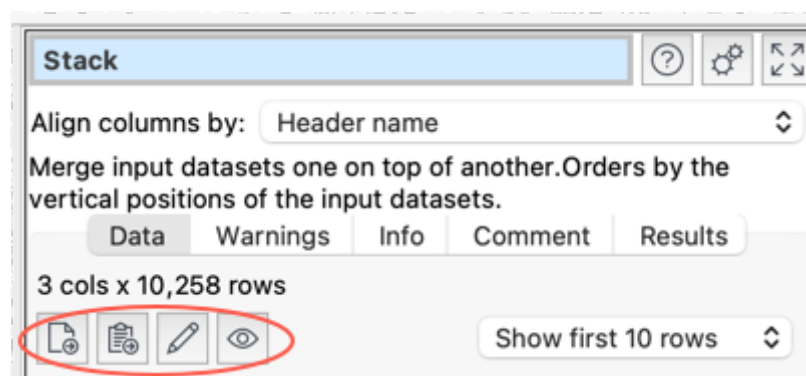 Stack
Align columns by: Header name
Merge input datasets one on top of another.Orders by the
vertical positions of the input datasets.
Data Warnings Info Comment Results
3 cols x 10,258 rows
Show first 10 rows